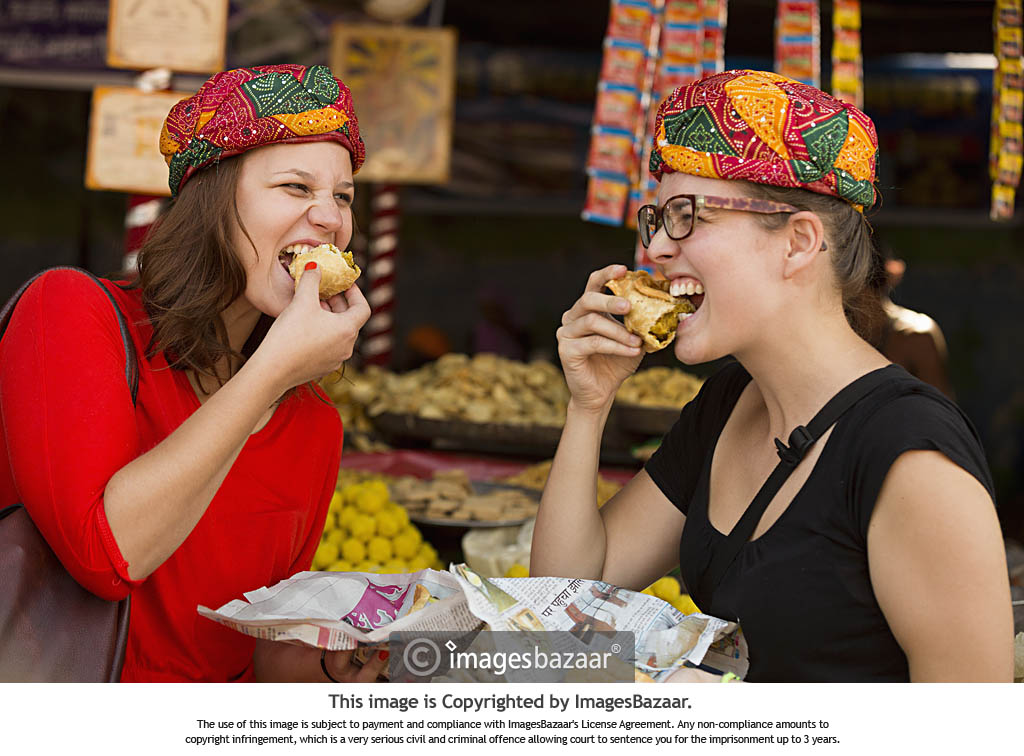 पर पहुंचा झील
© imagesbazaar®
This image is Copyrighted by ImagesBazaar.
The use of this image is subject to payment and compliance with ImagesBazaar's License Agreement. Any non-compliance amounts to
copyright infringement, which is a very serious civil and criminal offence allowing court to sentence you for the imprisonment up to 3 years.